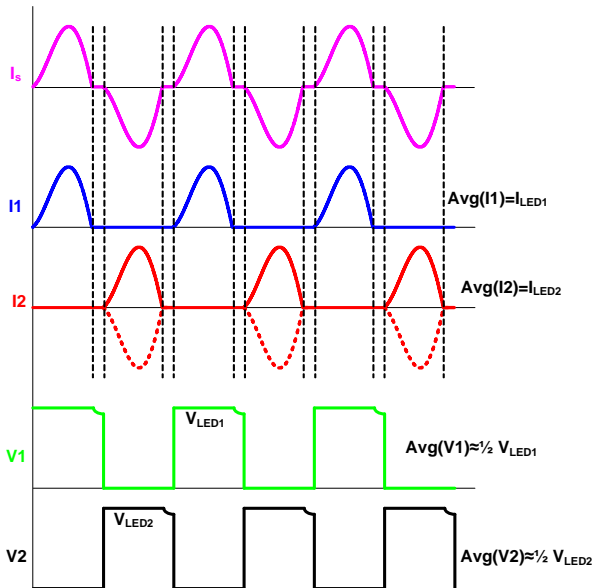 Is
I1
Avg(I1)=ILED1
I2
Avg(I2)=ILED2
VLED1
V1
Avg(V1)≈½ VLED1
VLED2
V2
Avg(V2)≈½ VLED2